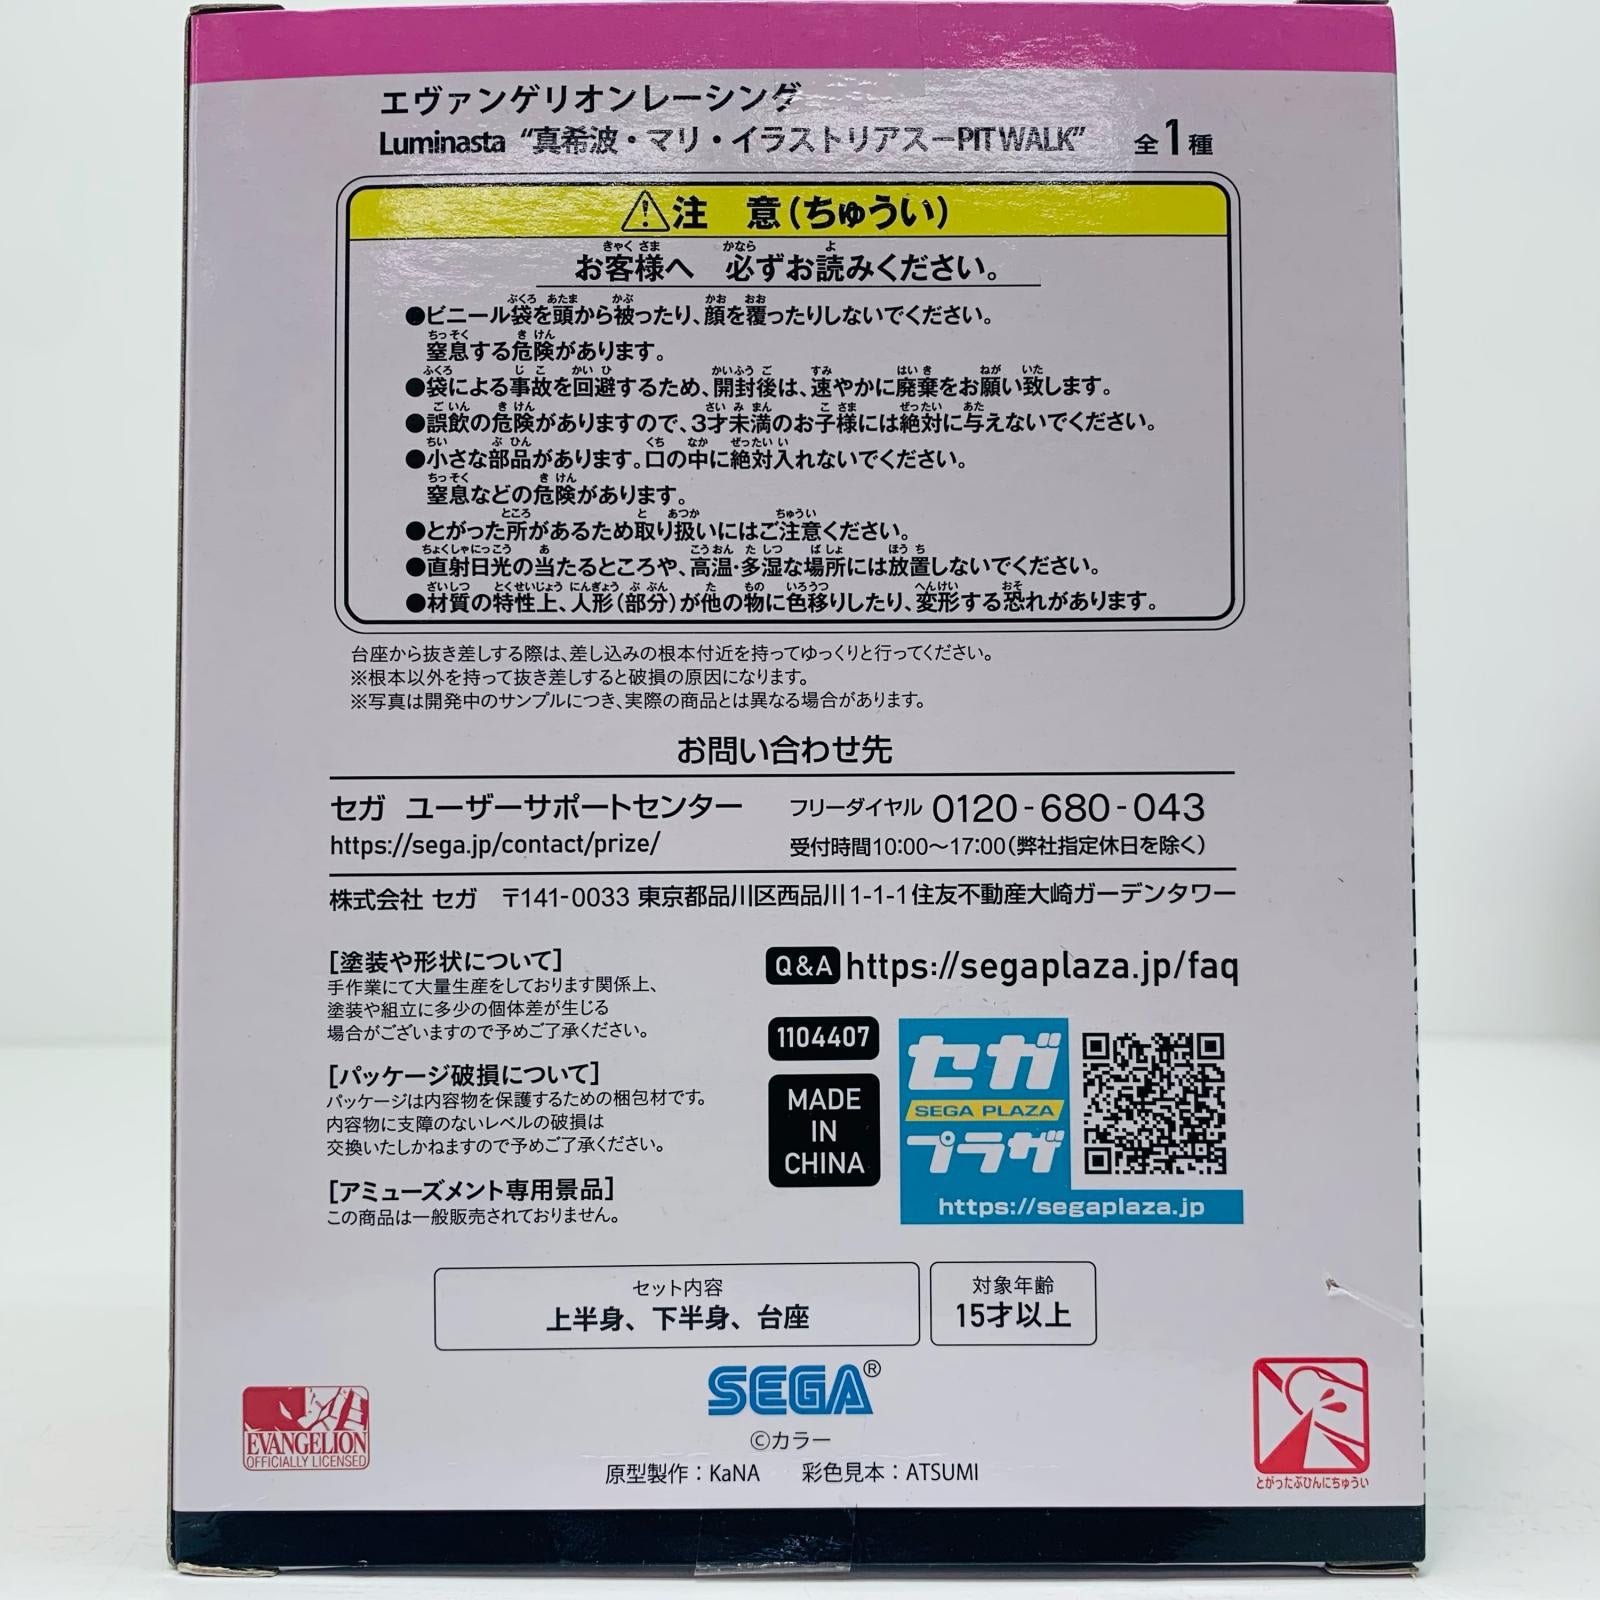 エヴァンゲリオンレーシング
Luminasta “真希波・マリ・イラストリアス−PIT WALK” 全1種
注 意(ちゅうい)
お客様へ 必ずお読みください。
●ビニール袋を頭から被ったり、顔を覆ったりしないでください。
窒息する危険があります。
●袋による事故を回避するため、開封後は、速やかに廃棄をお願い致します。
●誤飲の危険がありますので、3才未満のお子様には絶対に与えないでください。
●小さな部品があります。口の中に絶対入れないでください。
窒息などの危険があります。
●とがった所があるため取り扱いにはご注意ください。
●直射日光の当たるところや、高温・多湿な場所には放置しないでください。
●材質の特性上、人形(部分)が他の物に色移りしたり、変形する恐れがあります。
台座から抜き差しする際は、差し込みの根本付近を持ってゆっくりと行ってください。
※根本以外を持って抜き差しすると破損の原因になります。
※写真は開発中のサンプルにつき、実際の商品とは異なる場合があります。
お問い合わせ先
セガ ユーザーサポートセンター フリーダイヤル 0120-680-043
https://sega.jp/contact/prize/ 受付時間10:00〜17:00(弊社指定休日を除く)
株式会社 セガ 〒141-0033 東京都品川区西品川1-1-1住友不動産大崎ガーデンタワー
[塗装や形状について]
手作業にて大量生産をしております関係上、
塗装や組立に多少の個体差が生じる
場合がございますので予めご了承ください。
[パッケージ破損について]
パッケージは内容物を保護するための梱包材です。
内容物に支障のないレベルの破損は
交換いたしかねますので予めご了承ください。
[アミューズメント専用景品]
この商品は一般販売されておりません。
Q&A https://segaplaza.jp/faq
1104407
MADE
IN
CHINA
セガ
SEGA PLAZA
プラザ
https://segaplaza.jp
セット内容
上半身、下半身、台座
対象年齢
15才以上
SEGA®
©カラー
原型製作：KaNA 彩色見本：ATSUMI
EVANGELION
OFFICIALLY LICENSED
とがったぶひんにちゅうい